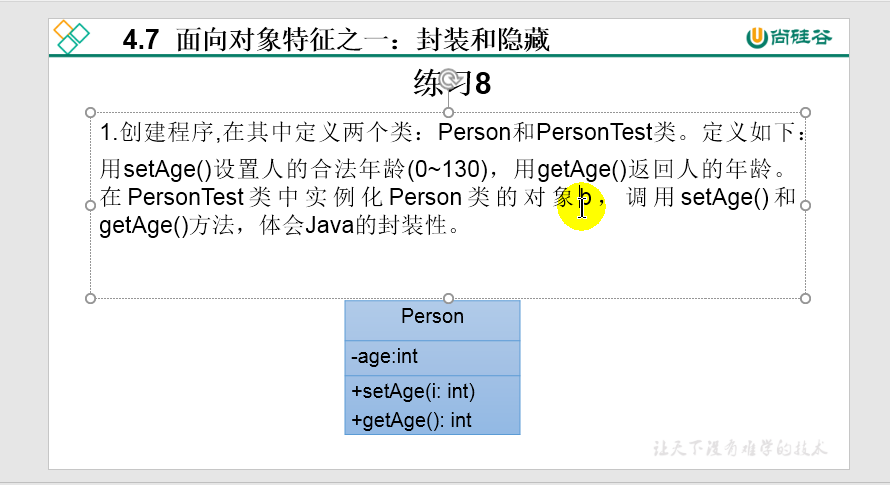 4.7 面向对象特征之一：封装和隐藏
尚硅谷
练习8
1.创建程序,在其中定义两个类：Person和PersonTest类。定义如下：
用setAge()设置人的合法年龄(0~130)，用getAge()返回人的年龄。
在PersonTest类中实例化Person类的对象b，调用setAge()和
getAge()方法，体会Java的封装性。
Person
-age:int
+setAge(i: int)
+getAge(): int
让天下没有难学的技术